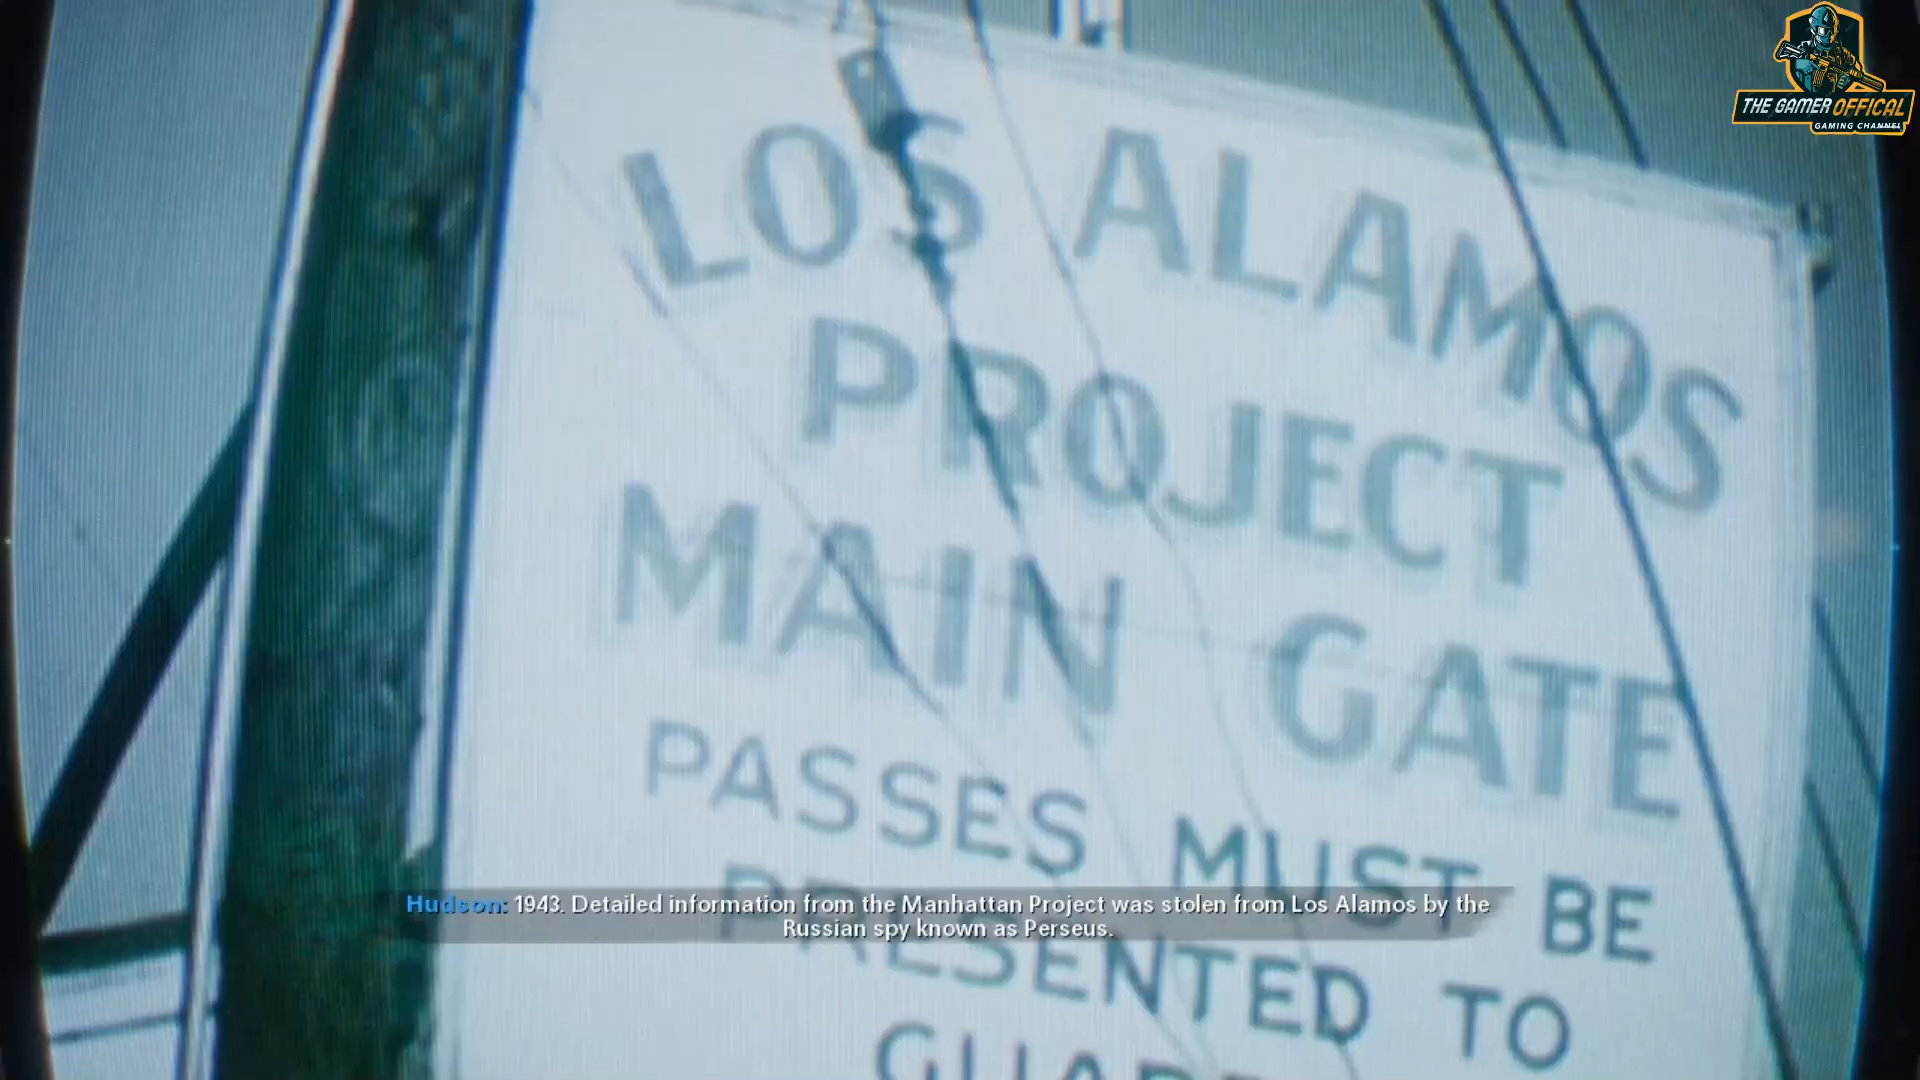 THE GAMER OFFICAL
GAMING CHANNEL
LOS ALAMOS
PROJECT
MAIN GATE
PASSES MUST BE
PRESENTED TO
Hudson: 1943. Detailed information from the Manhattan Project was stolen from Los Alamos by the
Russian spy known as Perseus.